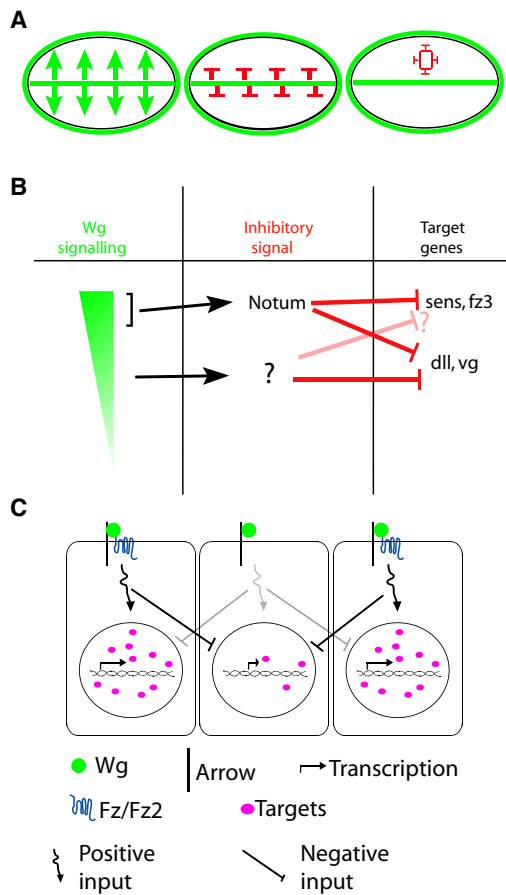 A
B
Wg signalling
Inhibitory signal
Target genes
Notum
sens, fz3
?
dll, vg
?
C
Wg
Arrow
Transcription
Fz/Fz2
Targets
Positive input
Negative input